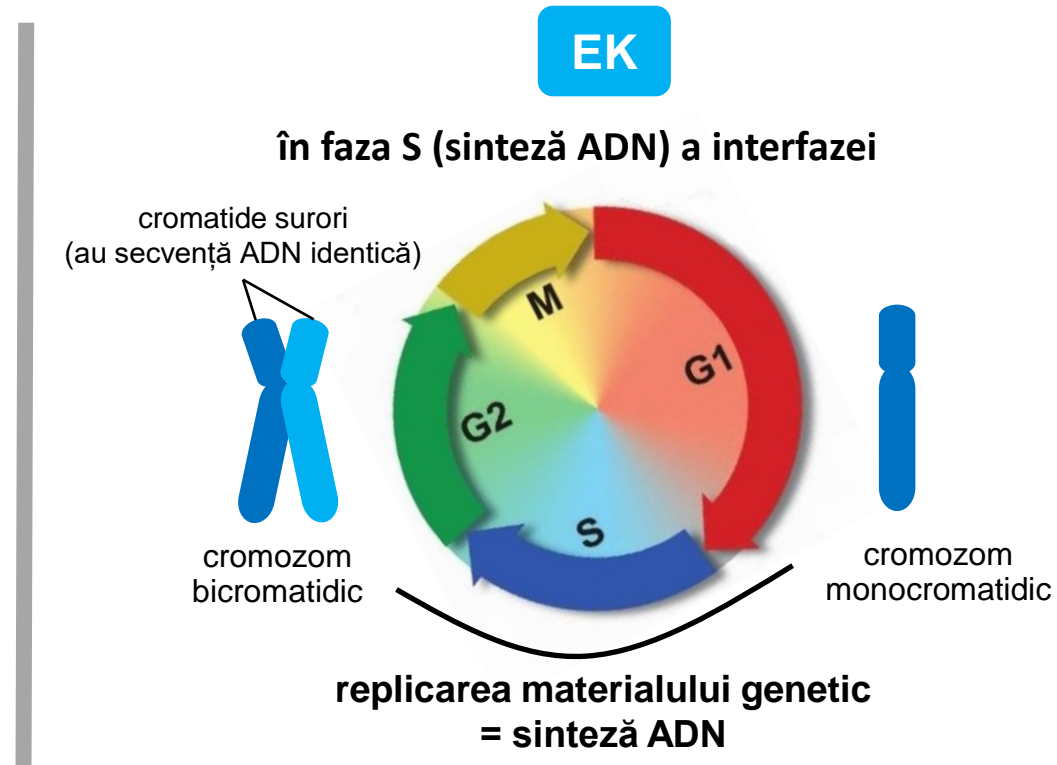 EK
în faza S (sinteză ADN) a interfazei
cromatide surori
(au secvență ADN identică)
M
G1
G2
S
cromozom
bicromatidic
cromozom
monocromatidic
replicarea materialului genetic
= sinteză ADN